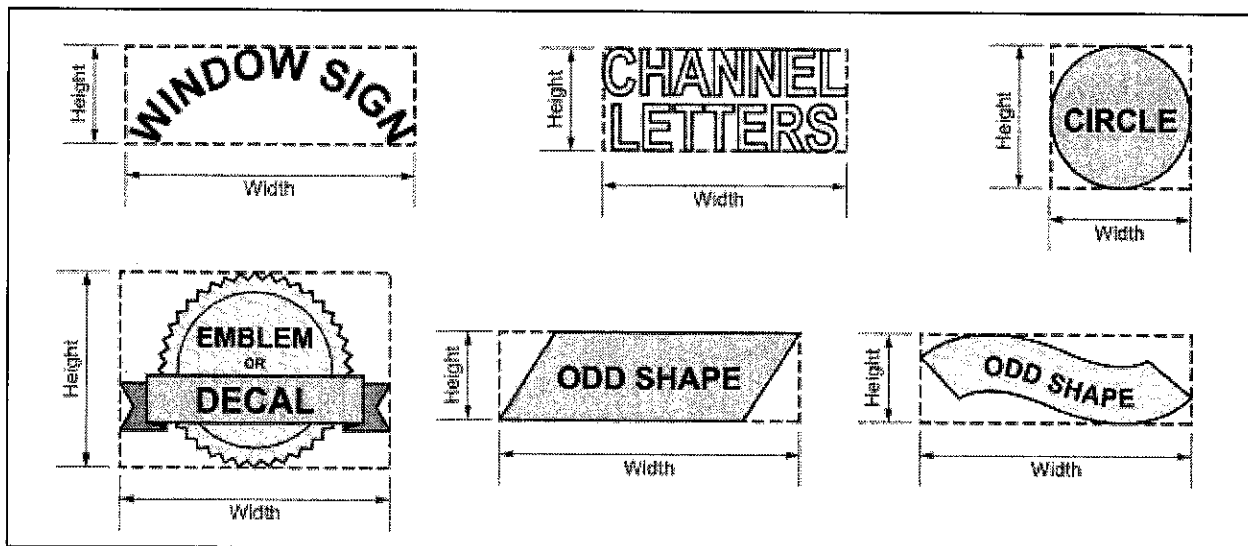 Height
WINDOW SIGN
Width
Height
CHANNEL
LETTERS
Width
Height
CIRCLE
Width
Height
EMBLEM
OR
DECAL
Width
Height
ODD SHAPE
Width
Height
ODD SHAPE
Width